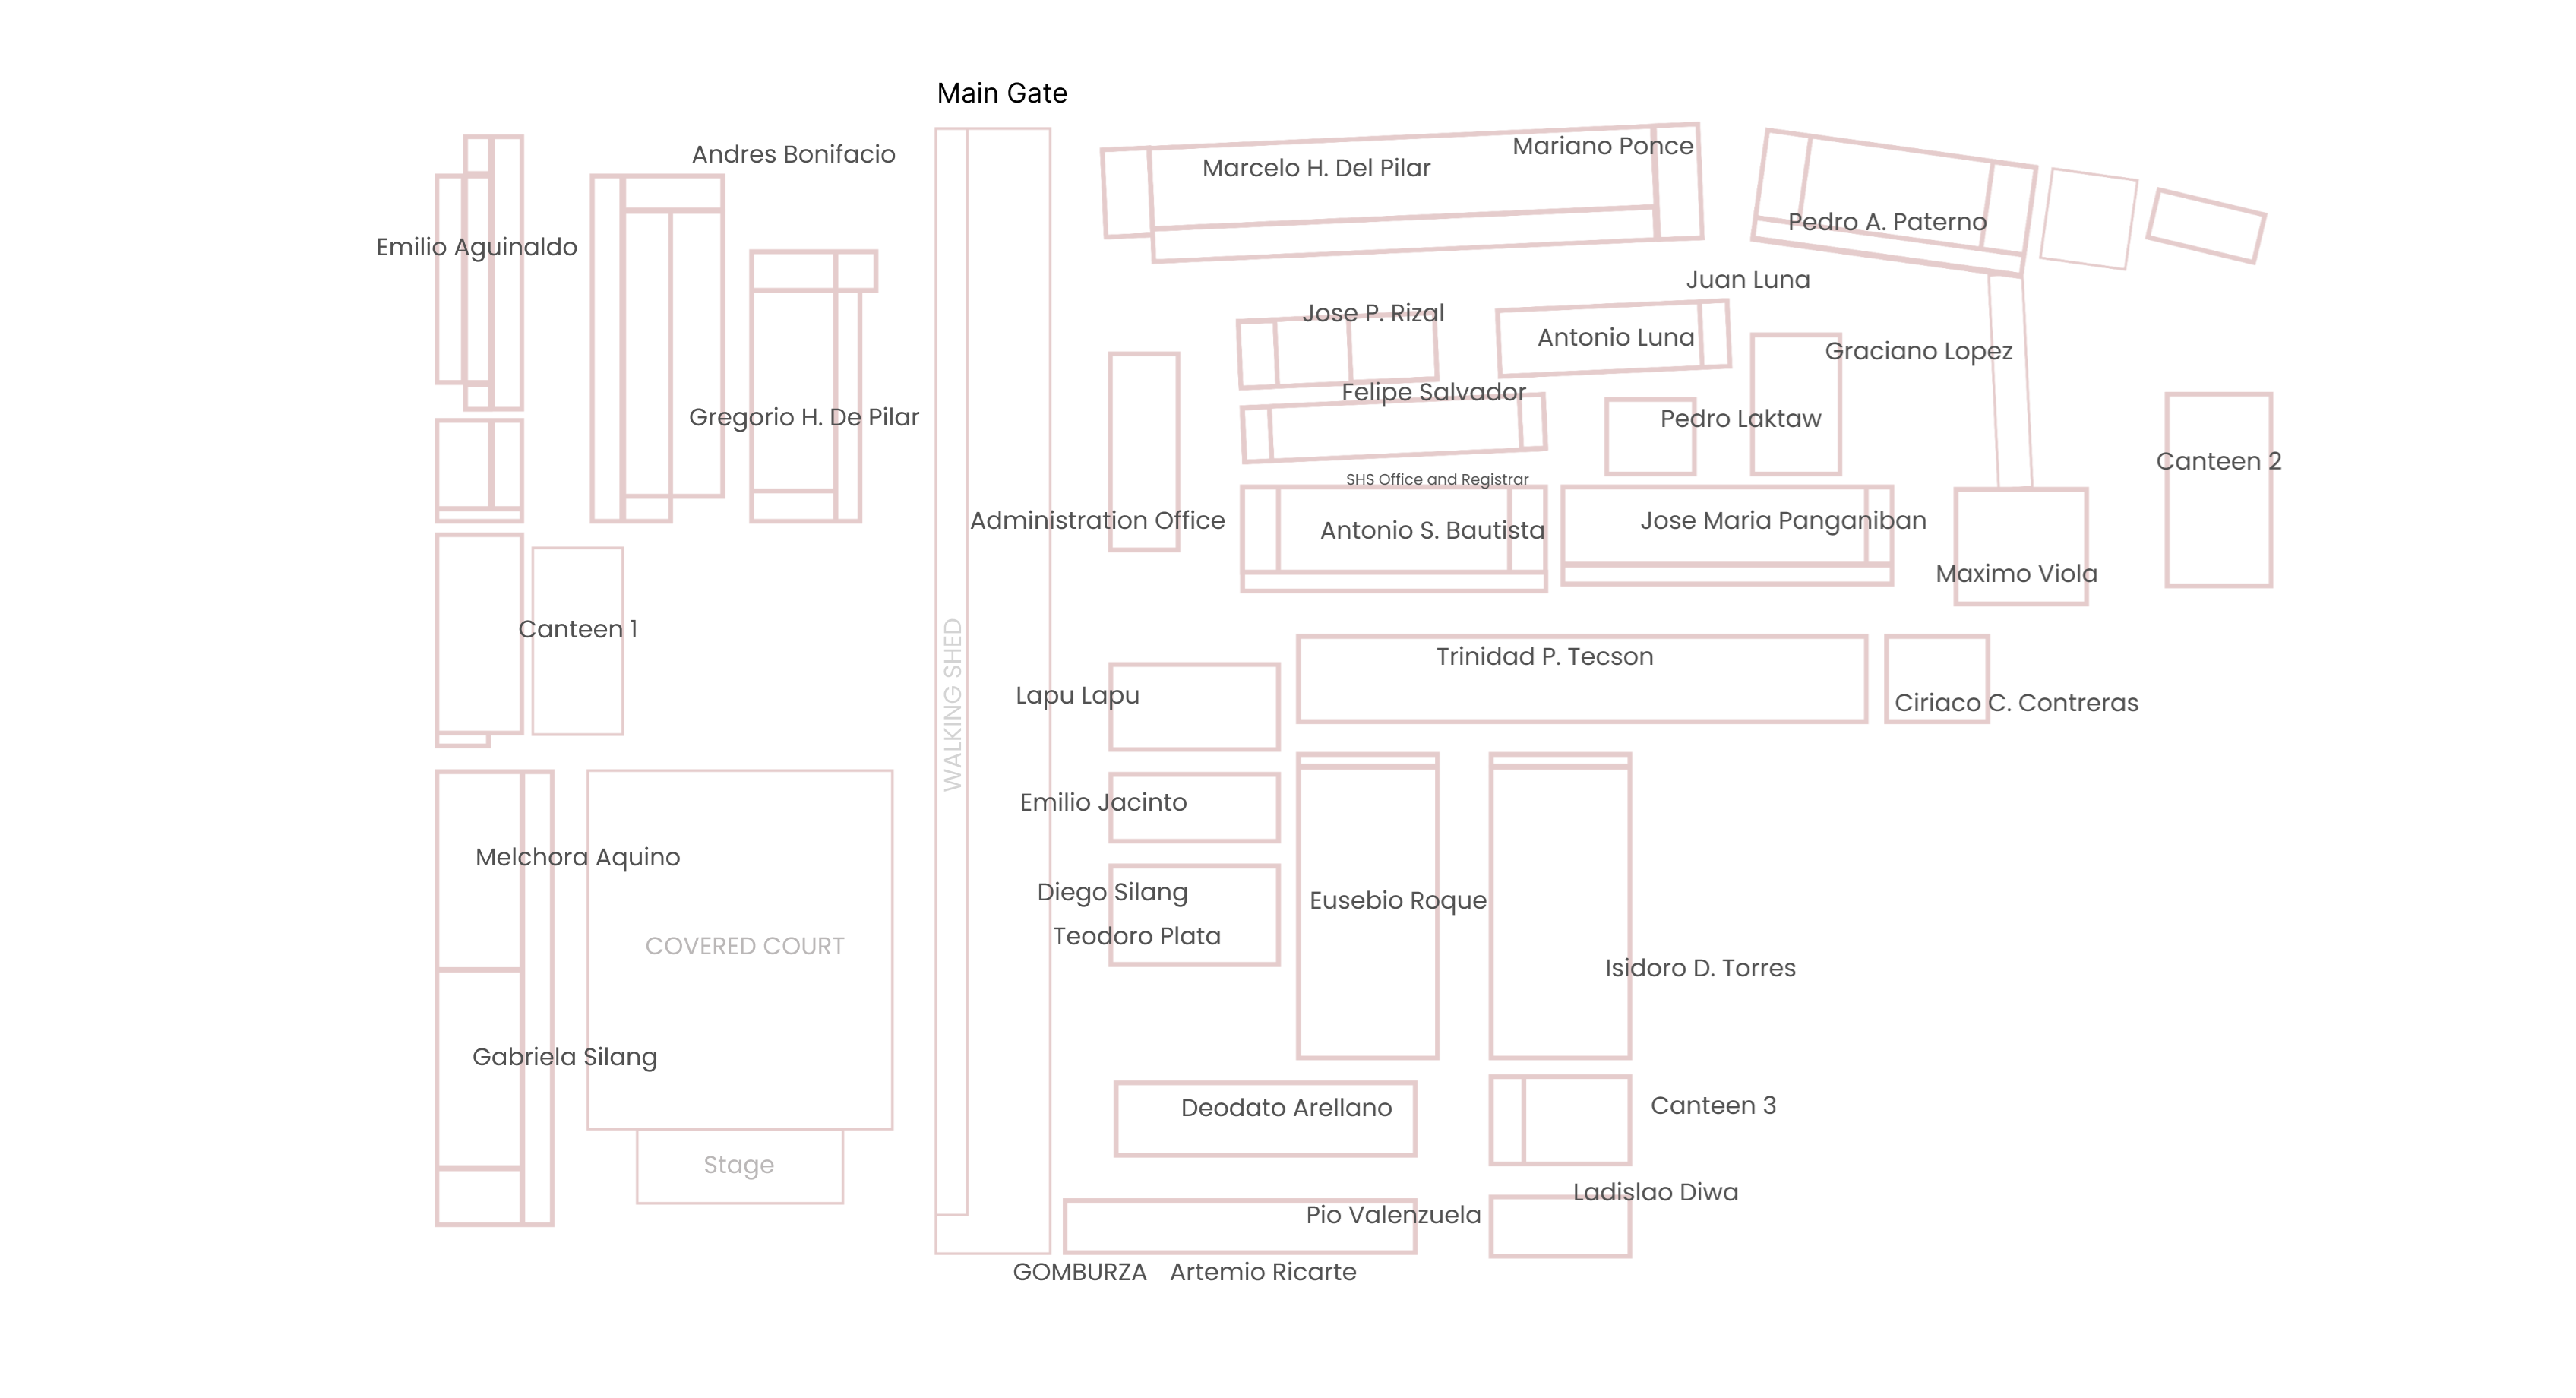 Main Gate
Andres Bonifacio
Mariano Ponce
Marcelo H. Del Pilar
Pedro A. Paterno
Emilio Aguinaldo
Juan Luna
Jose P. Rizal
Antonio Luna
Graciano Lopez
Felipe Salvador
Gregorio H. De Pilar
Pedro Laktaw
Canteen 2
SHS Office and Registrar
Administration Office
Antonio S. Bautista
Jose Maria Panganiban
Maximo Viola
Canteen 1
Trinidad P. Tecson
Lapu Lapu
Ciriaco C. Contreras
WALKING SHED
Emilio Jacinto
Melchora Aquino
Diego Silang
Eusebio Roque
Teodoro Plata
COVERED COURT
Isidoro D. Torres
Gabriela Silang
Deodato Arellano
Canteen 3
Stage
Ladislao Diwa
Pio Valenzuela
GOMBURZA
Artemio Ricarte